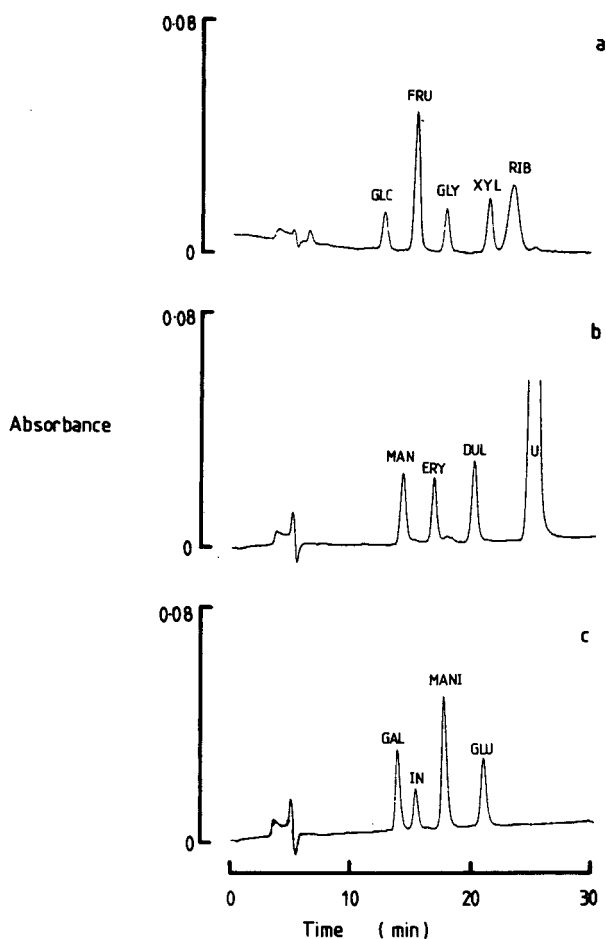 0·08
a
FRU
GLC
GLY
XYL
RIB
0
0·08
b
Absorbance
MAN
ERY
DUL
U
0
0·08
c
MANI
GAL
IN
GLU
0
0 10 20 30
Time (min)